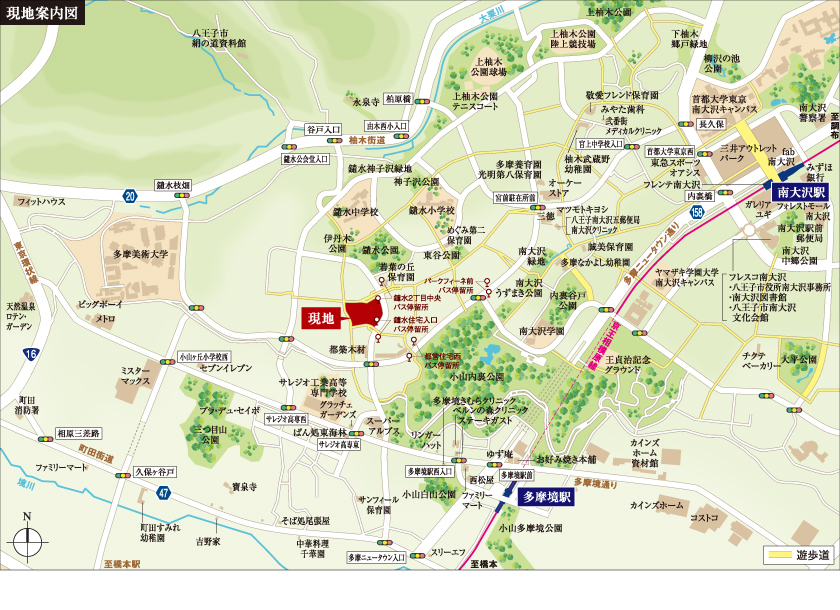 現地案内図
八王子市
絹の道資料館
大栗川
上柚木公園
上柚木公園
陸上競技場
下柚木
郷戸緑地
柳沢の池
公園
上柚木
公園球場
永泉寺
柏原橋
上柚木公園
テニスコート
敬愛フレンド保育園
みやた歯科
弐番街
メディカルクリニック
首都大学東京
南大沢キャンパス
南大沢
警察署
至調布
長久保
谷戸入口
由木西小入口
柚木街道
鑓水公会堂入口
官上中学校入口
首都大学東京西
三井アウトレット
パーク
fab
南大沢
みずほ
銀行
柚木武蔵野
幼稚園
東急スポーツ
オアシス
フレンテ南大沢
南大沢駅
多摩養育園
光明第八保育園
鑓水神子沢緑地
神子沢公園
鑓水枝畑
20
フィットハウス
オーケー
ストア
宮前駐在所前
内裏橋
158
ガレリア
ユギ
フォレストモール
南大沢
三徳
マツモトキヨシ
八王子南大沢五郵便局
南大沢クリニック
南大沢駅前
郵便局
南大沢
中郷公園
鑓水中学校
鑓水小学校
めぐみ第二
保育園
伊丹木
公園
鑓水公園
東谷公園
若葉の丘
保育園
南大沢
緑地
誠美保育園
多摩なかよし幼稚園
多摩ニュータウン通り
多摩美術大学
東京環状線
パークフィーネ前
バス停留所
南大沢
うずまき公園
内裏谷戸
公園
ヤマザキ学園大学
南大沢キャンパス
フレスコ南大沢
・八王子市役所南大沢事務所
・南大沢図書館
・八王子市南大沢
文化会館
鑓水2丁目中央
バス停留所
鑓水住宅入口
バス停留所
現地
天然温泉
ロテン・
ガーデン
ビッグボーイ
メトロ
都築木材
都営住宅西
バス停留所
南大沢学園
京王相模原線
王貞治記念
グラウンド
チクテ
ベーカリー
大平公園
16
小山ヶ丘小学校西
セブンイレブン
ミスター
マックス
小山内裏公園
サレジオ工業高等
専門学校
グラッチェ
ガーデンズ
町田
消防署
プラ・デュ・セイボ
三つ目山
公園
サレジオ高専西
ぱん処東海林
サレジオ高専東
スーパー
アルプス
多摩境きむらクリニック
ベルンの森クリニック
ステーキガスト
リンガー
ハット
相原三差路
町田街道
ファミリーマート
久保ヶ谷戸
47
境川
多摩境駅西入口
ゆず庵
多摩境駅前
お好み焼き本舗
カインズ
ホーム
資材館
西松屋
多摩境通り
ファミリー
マート
多摩境駅
小山白山公園
サンフィール
保育園
カインズホーム
コストコ
寶泉寺
町田すみれ
幼稚園
吉野家
そば処尾張屋
中華料理
千華園
多摩ニュータウン入口
スリーエフ
小山多摩境公園
至橋本
至橋本駅
N
遊歩道